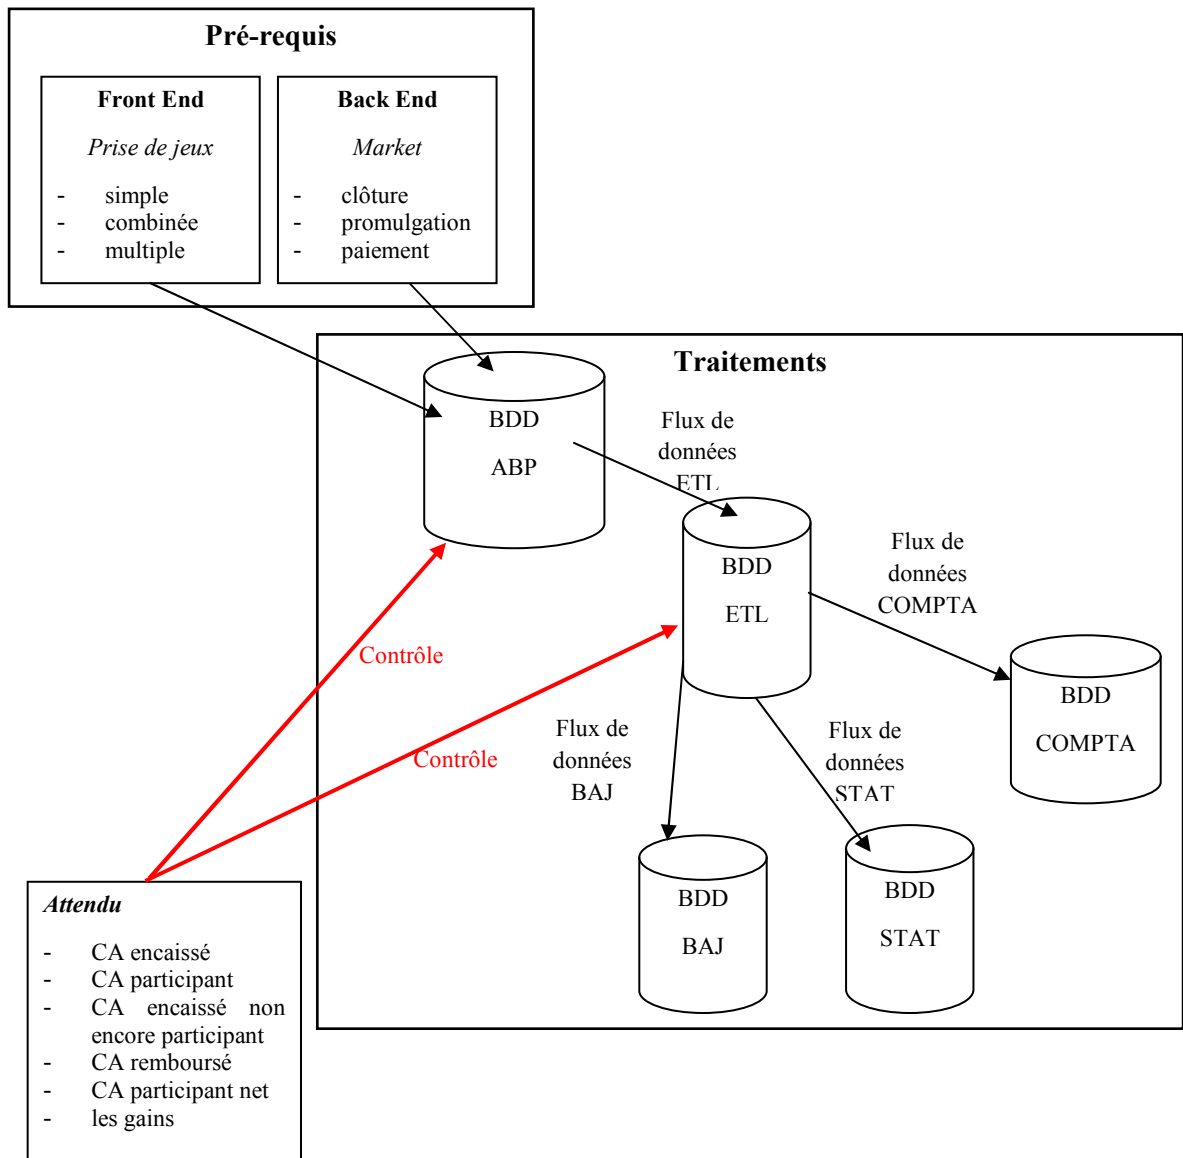 Pré-requis
Front End
Prise de jeux
- simple
- combinée
- multiple
Back End
Market
- clôture
- promulgation
- paiement
Traitements
BDD
ABP
Flux de
données
ETL
BDD
ETL
Flux de
données
COMPTA
BDD
COMPTA
Contrôle
Contrôle
Flux de
données
BAJ
Flux de
données
STAT
BDD
BAJ
BDD
STAT
Attendu
- CA encaissé
- CA participant
- CA encaissé non
encore participant
- CA remboursé
- CA participant net
- les gains